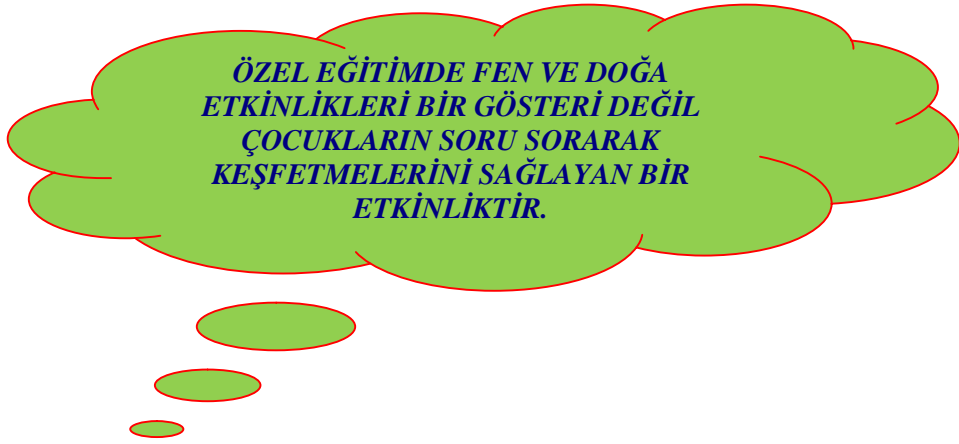 ÖZEL EĞİTİMDE FEN VE DOĞA
ETKİNLİKLERİ BİR GÖSTERİ DEĞİL
ÇOCUKLARIN SORU SORARAK
KEŞFETMELERİNİ SAĞLAYAN BİR
ETKİNLİKTİR.